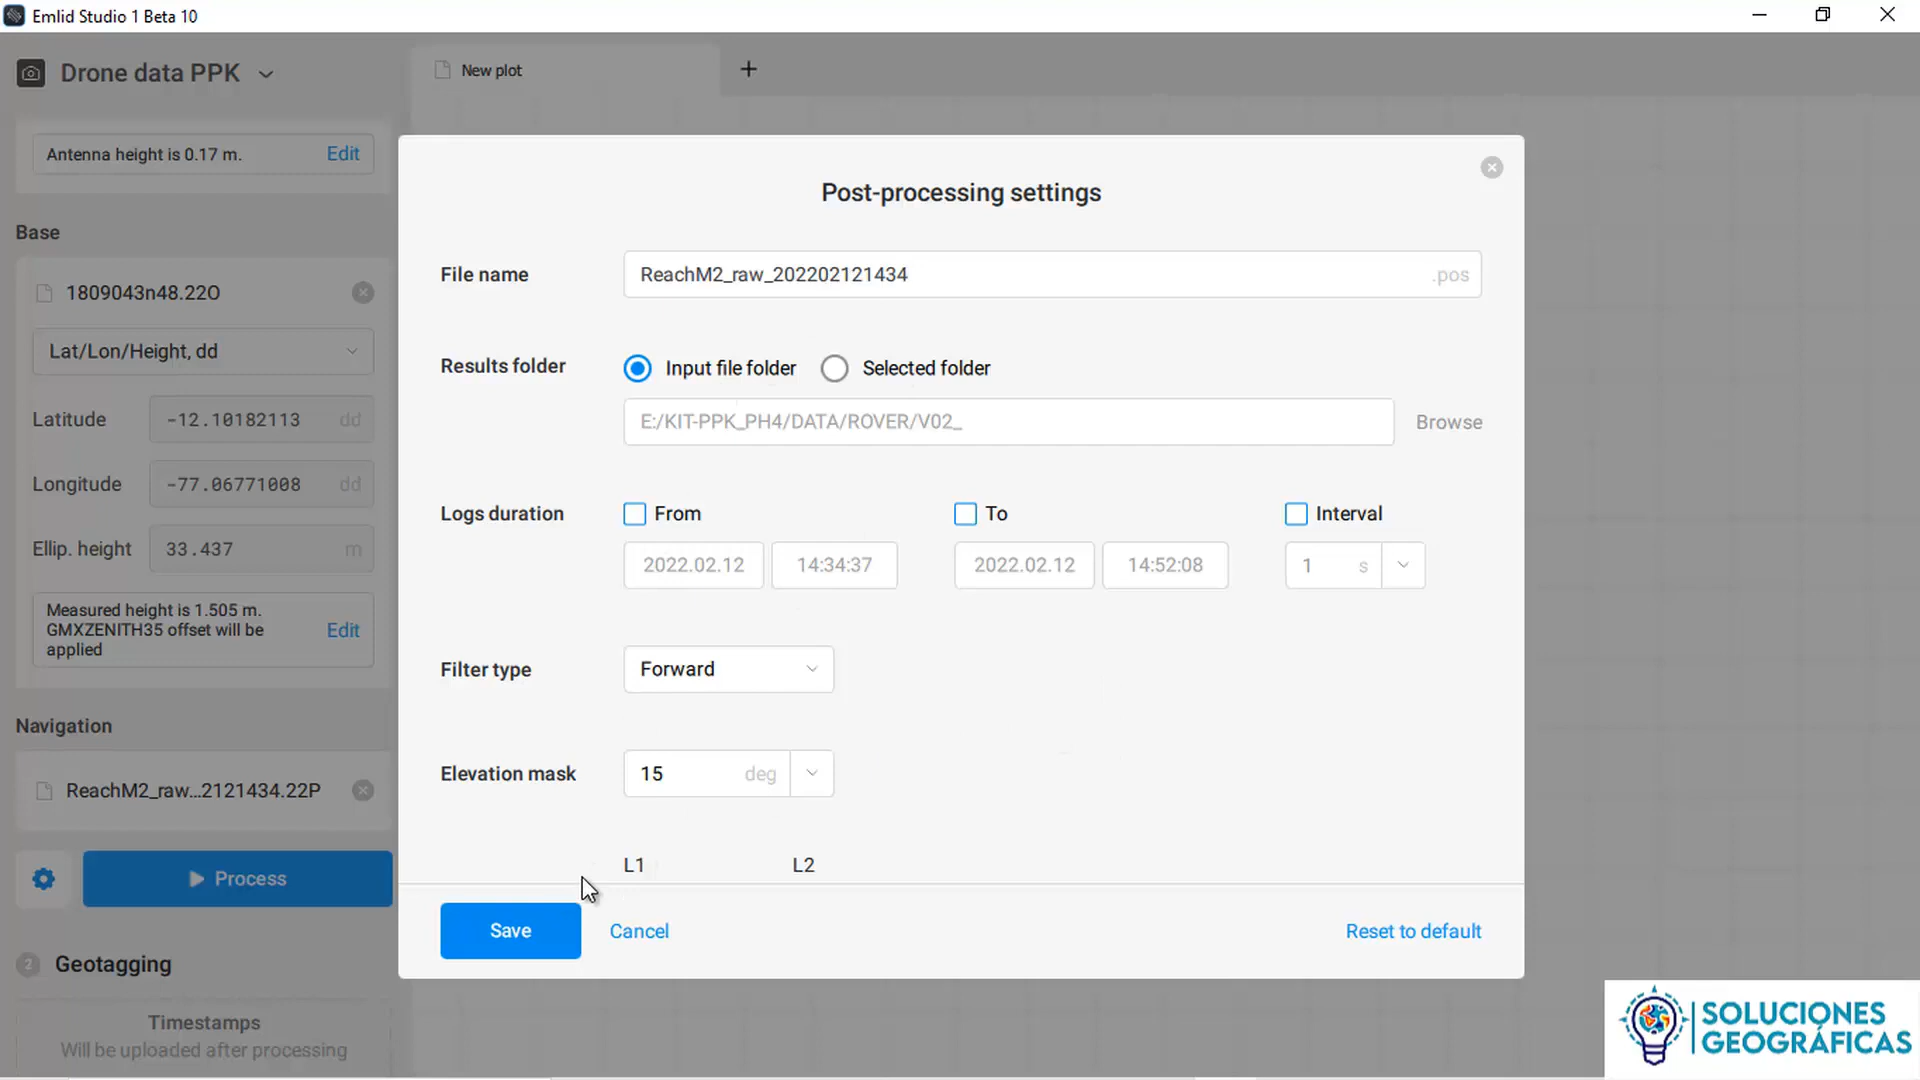 Emlid Studio 1 Beta 10
Drone data PPK
New plot
Antenna height is 0.17 m.
Edit
Base
1809043n48.22O
Lat/Lon/Height, dd
Latitude
-12.10182113 dd
Longitude
-77.06771008 dd
Ellip. height
33.437 m
Measured height is 1.505 m.
GMXZENITH35 offset will be
applied
Edit
Navigation
ReachM2_raw...2121434.22P
Process
2 Geotagging
Timestamps
Will be uploaded after processing
Post-processing settings
File name
ReachM2_raw_202202121434 .pos
Results folder
Input file folder
Selected folder
E:/KIT-PPK_PH4/DATA/ROVER/V02_
Browse
Logs duration
From
To
Interval
2022.02.12 14:34:37
2022.02.12 14:52:08
1 s
Filter type
Forward
Elevation mask
15 deg
L1 L2
Save
Cancel
Reset to default
SOLUCIONES
GEOGRÁFICAS